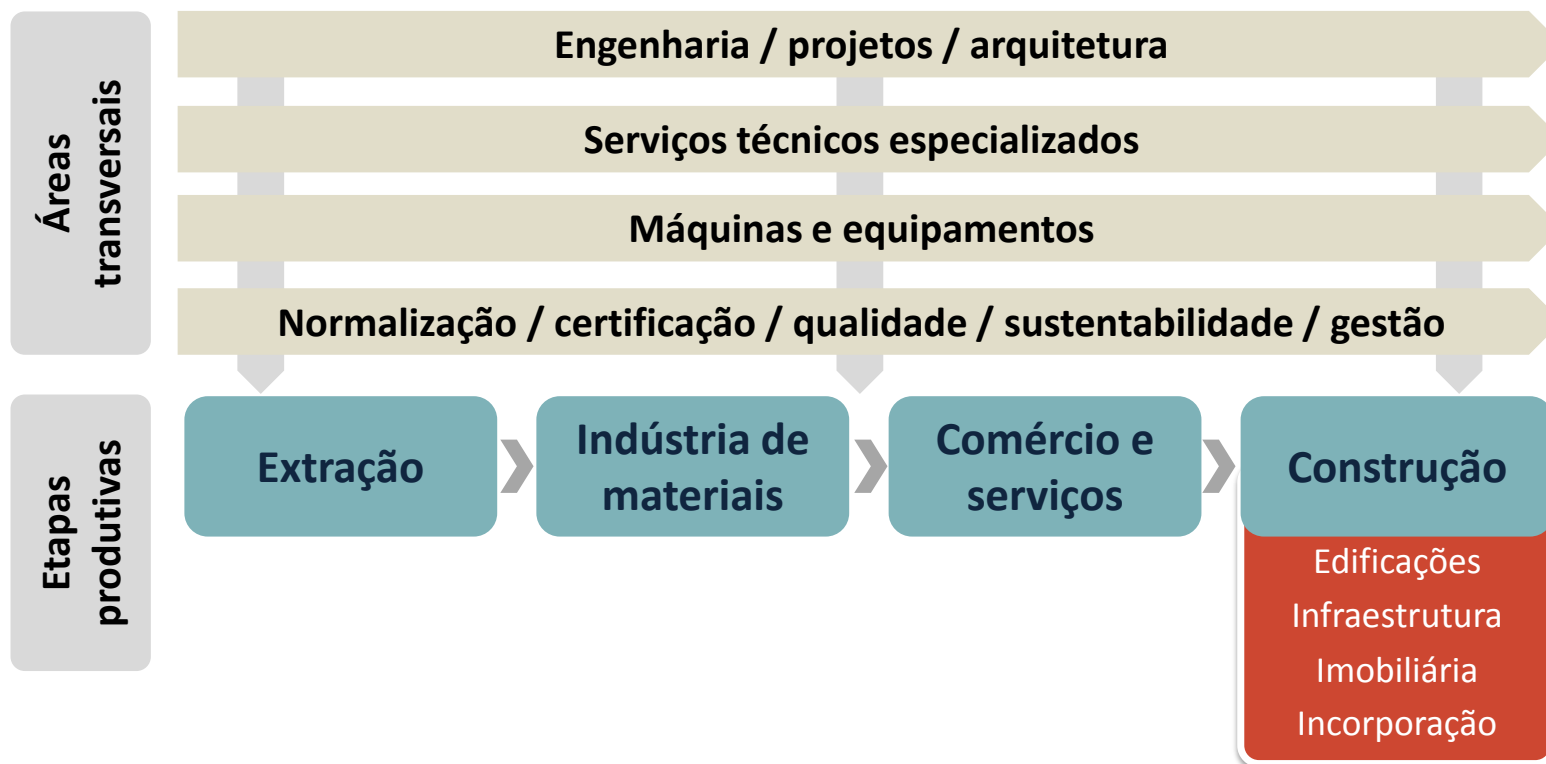 Áreas
transversais
Engenharia / projetos / arquitetura
Serviços técnicos especializados
Máquinas e equipamentos
Normalização / certificação / qualidade / sustentabilidade / gestão
Etapas
produtivas
Extração
Indústria de
materiais
Comércio e
serviços
Construção
Edificações
Infraestrutura
Imobiliária
Incorporação